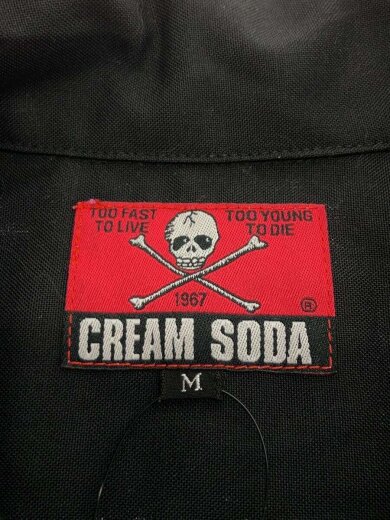 TOO FAST TO LIVE
TOO YOUNG TO DIE
1967
®
CREAM SODA
M